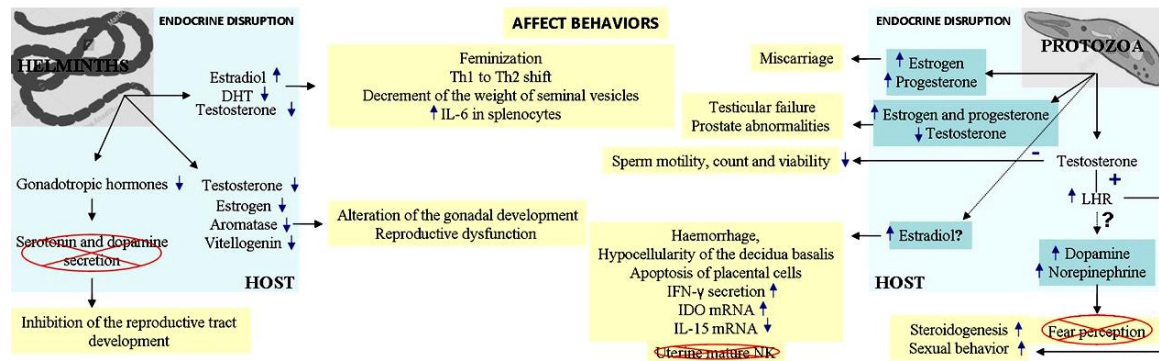 ENDOCRINE DISRUPTION
AFFECT BEHAVIORS
ENDOCRINE DISRUPTION
HELMINTHS
Estradiol ↑
DHT ↓
Testosterone ↓
Feminization
Th1 to Th2 shift
Decrement of the weight of seminal vesicles
↑ IL-6 in splenocytes
Gonadotropic hormones ↓
Serotonin and dopamine
secretion
Inhibition of the reproductive tract
development
Testosterone ↓
Estrogen ↓
Aromatase ↓
Vitellogenin ↓
HOST
Alteration of the gonadal development
Reproductive dysfunction
PROTOZOA
Miscarriage
↑ Estrogen
↑ Progesterone
Testicular failure
Prostate abnormalities
↑ Estrogen and progesterone
↓ Testosterone
Sperm motility, count and viability ↓
-
Testosterone
+
↑ LHR
?
↑ Estradiol?
Haemorrhage,
Hypocellularity of the decidua basalis
Apoptosis of placental cells
IFN-γ secretion ↑
IDO mRNA ↑
IL-15 mRNA ↓
Uterine mature NK
HOST
↑ Dopamine
↑ Norepinephrine
Fear perception
Steroidogenesis ↑
Sexual behavior ↑